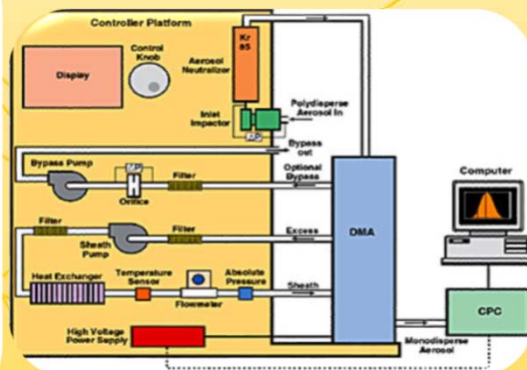 Controller Platform
Display
Control
Knob
Aerosol
Neutralizer
Kr
85
Inlet
Impactor
ΔP
Polydisperse
Aerosol In
Bypass
out
Bypass Pump
ΔP
Orifice
Filter
Optional
Bypass
Computer
Filter
Sheath
Pump
Filter
Excess
DMA
Heat Exchanger
Temperature
Sensor
Flowmeter
Absolute
Pressure
Sheath
High Voltage
Power Supply
CPC
Monodisperse
Aerosol